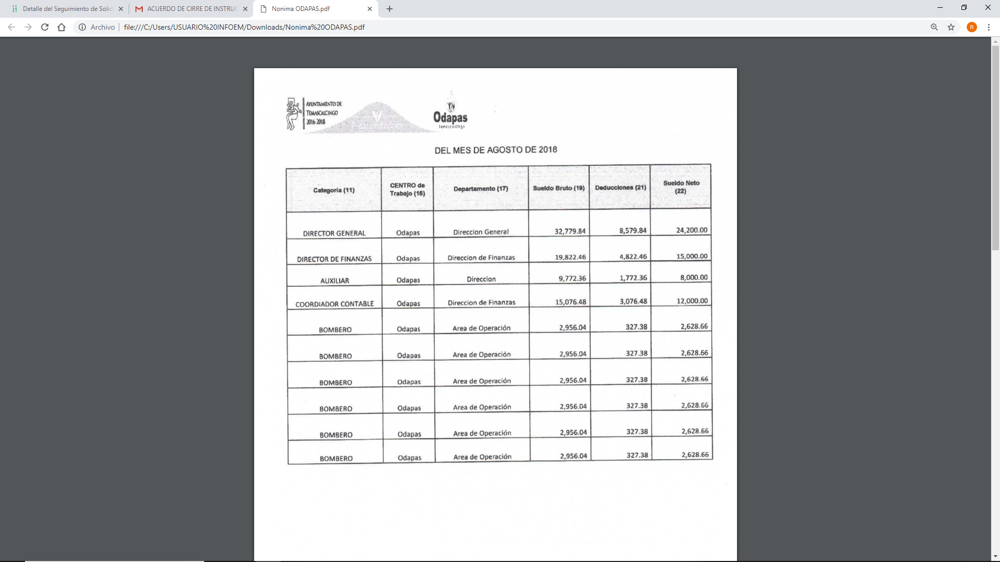 Detalle del Seguimiento de Solici
ACUERDO DE CIRRE DE INSTRUC
Nonima ODAPAS.pdf
Archivo file:///C:/Users/USUARIO%20INFOEM/Downloads/Nonima%20ODAPAS.pdf
R
AYUNTAMIENTO DE
TEMASCALCINGO
2016-2018
Odapas
Temascalcingo
DEL MES DE AGOSTO DE 2018
Categoria (11) CENTRO de Trabajo (16) Departamento (17) Sueldo Bruto (19) Deducciones (21) Sueldo Neto (22)
DIRECTOR GENERAL Odapas Direccion General 32,779.84 8,579.84 24,200.00
DIRECTOR DE FINANZAS Odapas Direccion de Finanzas 19,822.46 4,822.46 15,000.00
AUXILIAR Odapas Direccion 9,772.36 1,772.36 8,000.00
COORDIADOR CONTABLE Odapas Direccion de Finanzas 15,076.48 3,076.48 12,000.00
BOMBERO Odapas Area de Operación 2,956.04 327.38 2,628.66
BOMBERO Odapas Area de Operación 2,956.04 327.38 2,628.66
BOMBERO Odapas Area de Operación 2,956.04 327.38 2,628.66
BOMBERO Odapas Area de Operación 2,956.04 327.38 2,628.66
BOMBERO Odapas Area de Operación 2,956.04 327.38 2,628.66
BOMBERO Odapas Area de Operación 2,956.04 327.38 2,628.66